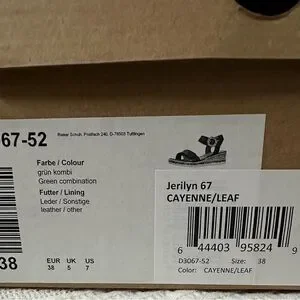 67-52
Rieker Schuh, Postfach 240, D-78503 Tuttlingen
Farbe / Colour
grün kombi
Green combination
Futter / Lining
Leder / Sonstige
leather / other
38
EUR UK US
38 5 7
Jerilyn 67
CAYENNE/LEAF
6 44403 95824 9
D3067-52 Size: 38
Color: CAYENNE/LEAF